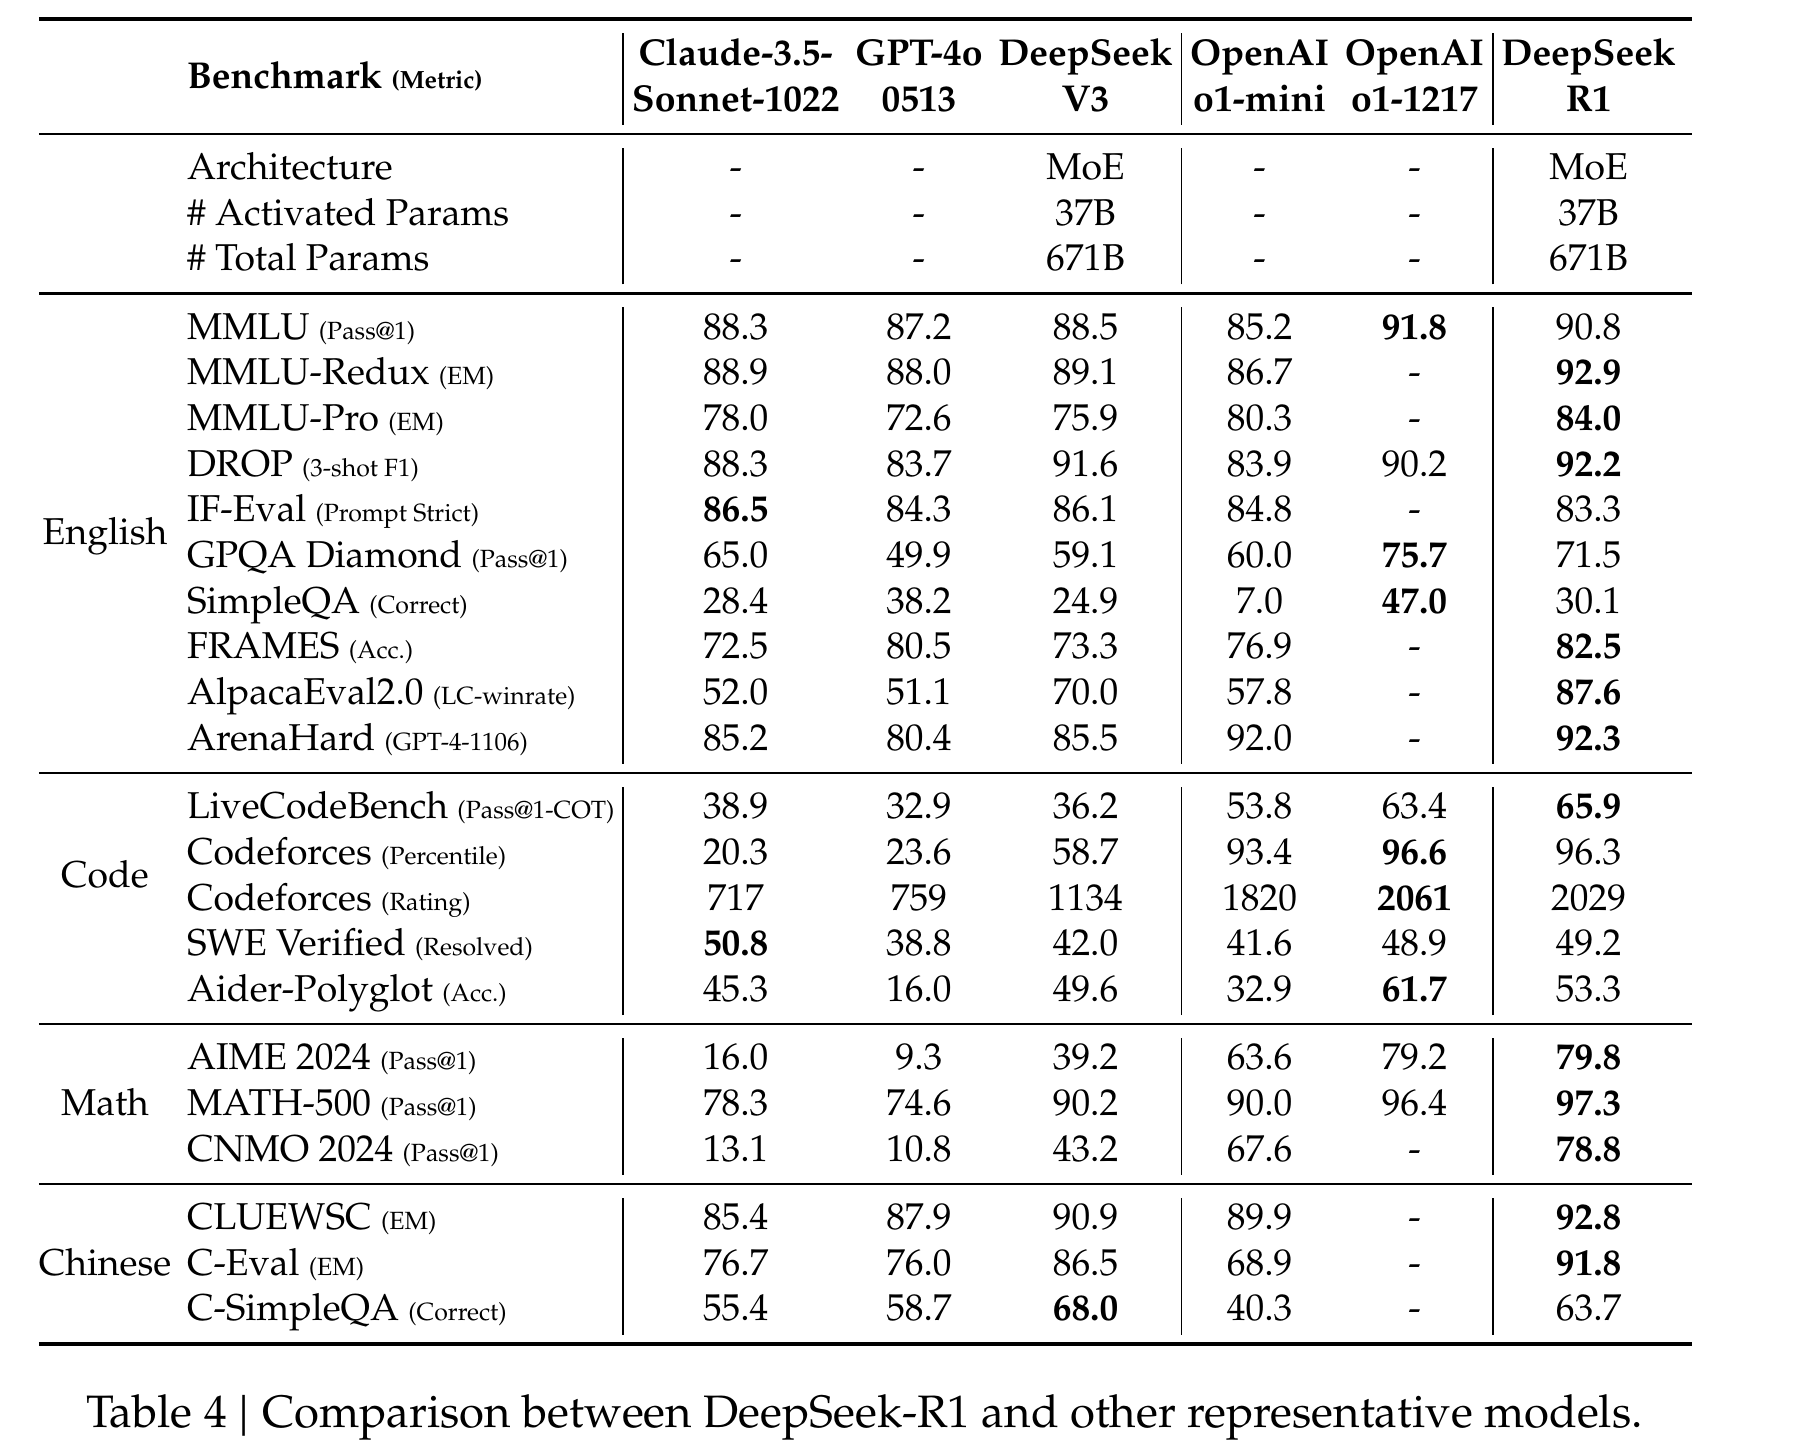 Benchmark (Metric) Claude-3.5-Sonnet-1022 GPT-4o 0513 DeepSeek V3 OpenAI o1-mini OpenAI o1-1217 DeepSeek R1
Architecture - - MoE - - MoE
# Activated Params - - 37B - - 37B
# Total Params - - 671B - - 671B
English
MMLU (Pass@1) 88.3 87.2 88.5 85.2 91.8 90.8
MMLU-Redux (EM) 88.9 88.0 89.1 86.7 - 92.9
MMLU-Pro (EM) 78.0 72.6 75.9 80.3 - 84.0
DROP (3-shot F1) 88.3 83.7 91.6 83.9 90.2 92.2
IF-Eval (Prompt Strict) 86.5 84.3 86.1 84.8 - 83.3
GPQA Diamond (Pass@1) 65.0 49.9 59.1 60.0 75.7 71.5
SimpleQA (Correct) 28.4 38.2 24.9 7.0 47.0 30.1
FRAMES (Acc.) 72.5 80.5 73.3 76.9 - 82.5
AlpacaEval2.0 (LC-winrate) 52.0 51.1 70.0 57.8 - 87.6
ArenaHard (GPT-4-1106) 85.2 80.4 85.5 92.0 - 92.3
Code
LiveCodeBench (Pass@1-COT) 38.9 32.9 36.2 53.8 63.4 65.9
Codeforces (Percentile) 20.3 23.6 58.7 93.4 96.6 96.3
Codeforces (Rating) 717 759 1134 1820 2061 2029
SWE Verified (Resolved) 50.8 38.8 42.0 41.6 48.9 49.2
Aider-Polyglot (Acc.) 45.3 16.0 49.6 32.9 61.7 53.3
Math
AIME 2024 (Pass@1) 16.0 9.3 39.2 63.6 79.2 79.8
MATH-500 (Pass@1) 78.3 74.6 90.2 90.0 96.4 97.3
CNMO 2024 (Pass@1) 13.1 10.8 43.2 67.6 - 78.8
Chinese
CLUEWSC (EM) 85.4 87.9 90.9 89.9 - 92.8
C-Eval (EM) 76.7 76.0 86.5 68.9 - 91.8
C-SimpleQA (Correct) 55.4 58.7 68.0 40.3 - 63.7
Table 4 | Comparison between DeepSeek-R1 and other representative models.